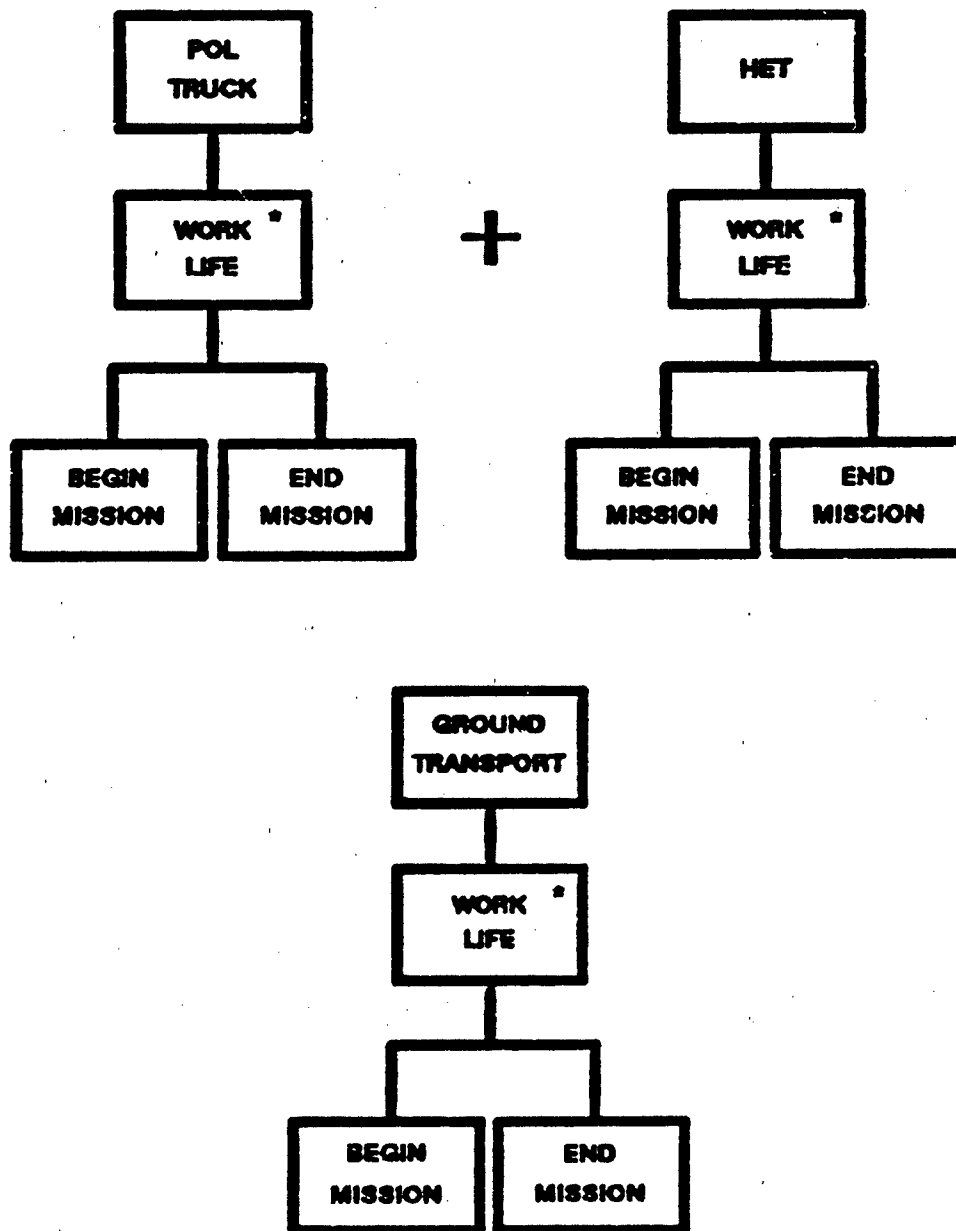 POL
TRUCK
HET
WORK *
LIFE
+
WORK *
LIFE
BEGIN
MISSION
END
MISSION
BEGIN
MISSION
END
MISSION
GROUND
TRANSPORT
WORK *
LIFE
BEGIN
MISSION
END
MISSION